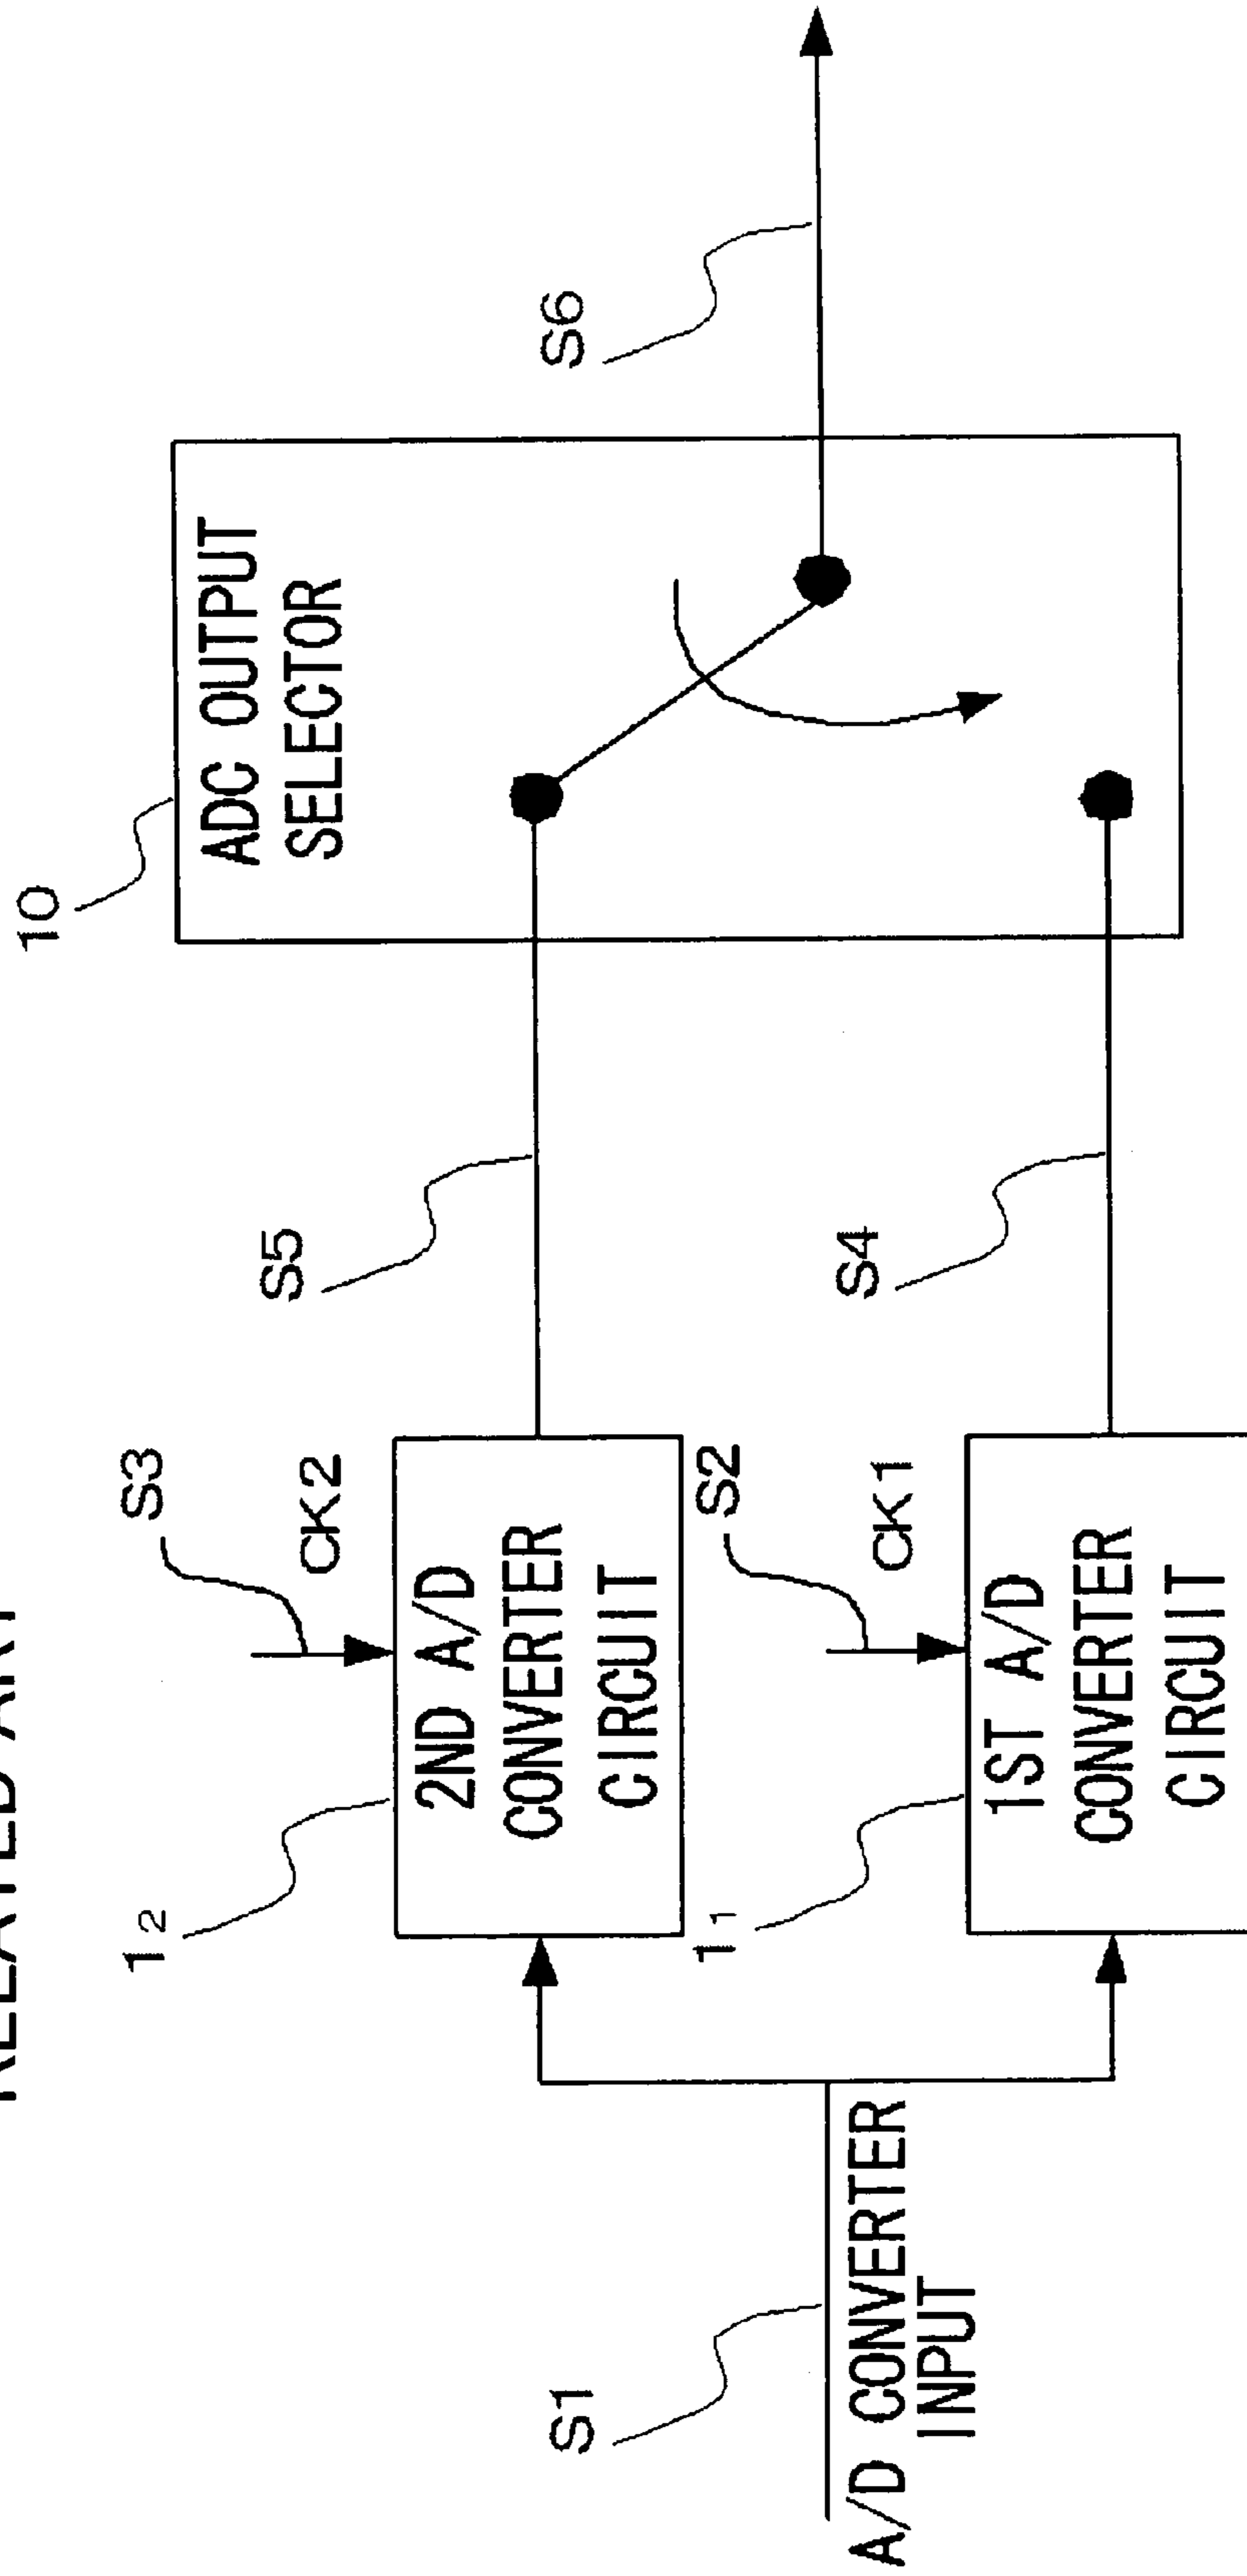 RELATED ART
10
S3
1₂
CK2
2ND A/D
CONVERTER
CIRCUIT
S5
ADC OUTPUT
SELECTOR
S6
S1
A/D CONVERTER
INPUT
1₁
S2
CK1
1ST A/D
CONVERTER
CIRCUIT
S4